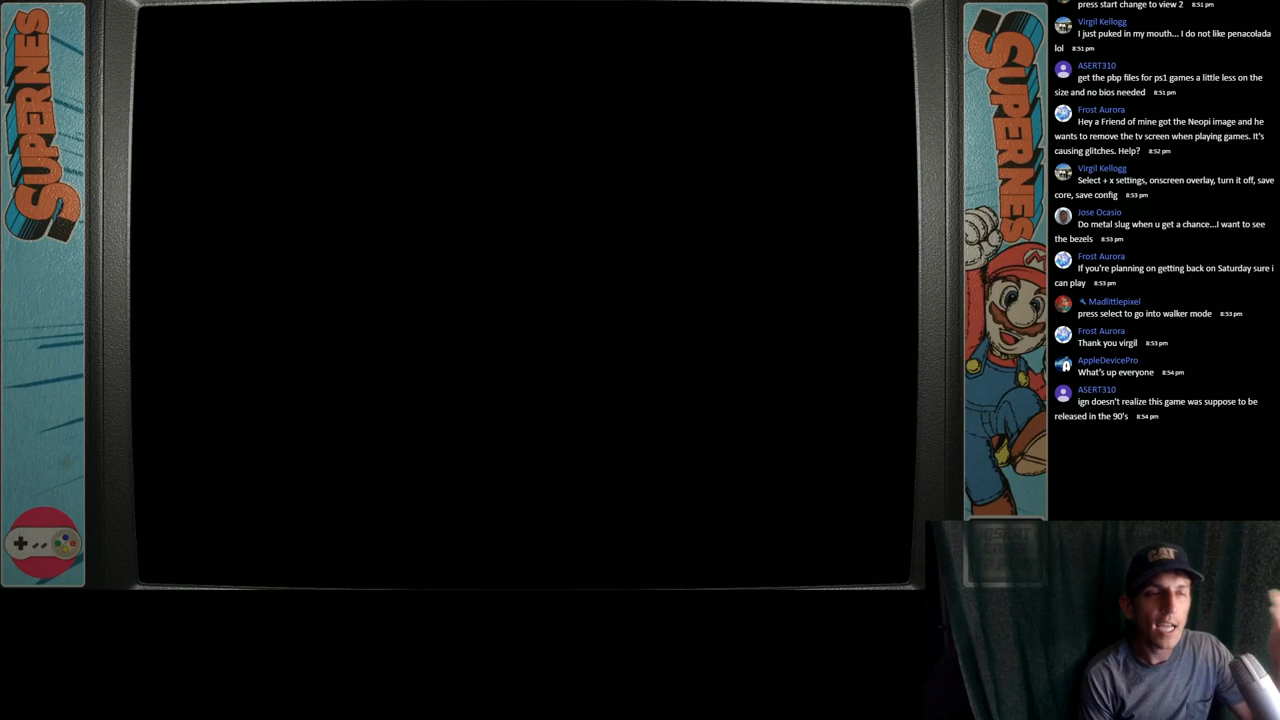 SUPERNES
SUPERNES
press start change to view 2 8:51 pm
Virgil Kellogg
I just puked in my mouth... I do not like penacolada
lol 8:51 pm
ASERT310
get the pbp files for ps1 games a little less on the
size and no bios needed 8:51 pm
Frost Aurora
Hey a Friend of mine got the Neopi image and he
wants to remove the tv screen when playing games. It's
causing glitches. Help? 8:52 pm
Virgil Kellogg
Select + x settings, onscreen overlay, turn it off, save
core, save config 8:53 pm
Jose Ocasio
Do metal slug when u get a chance...I want to see
the bezels 8:53 pm
Frost Aurora
If you're planning on getting back on Saturday sure i
can play 8:53 pm
Madlittlepixel
press select to go into walker mode 8:53 pm
Frost Aurora
Thank you virgil 8:53 pm
AppleDevicePro
What's up everyone 8:54 pm
ASERT310
ign doesn't realize this game was suppose to be
released in the 90's 8:54 pm
CAT